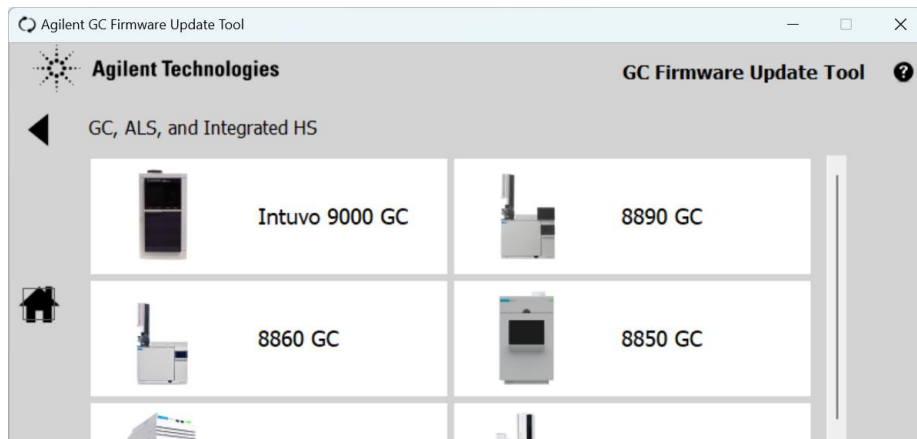 Agilent GC Firmware Update Tool
Agilent Technologies
GC Firmware Update Tool ?
GC, ALS, and Integrated HS
Intuvo 9000 GC
8890 GC
8860 GC
8850 GC